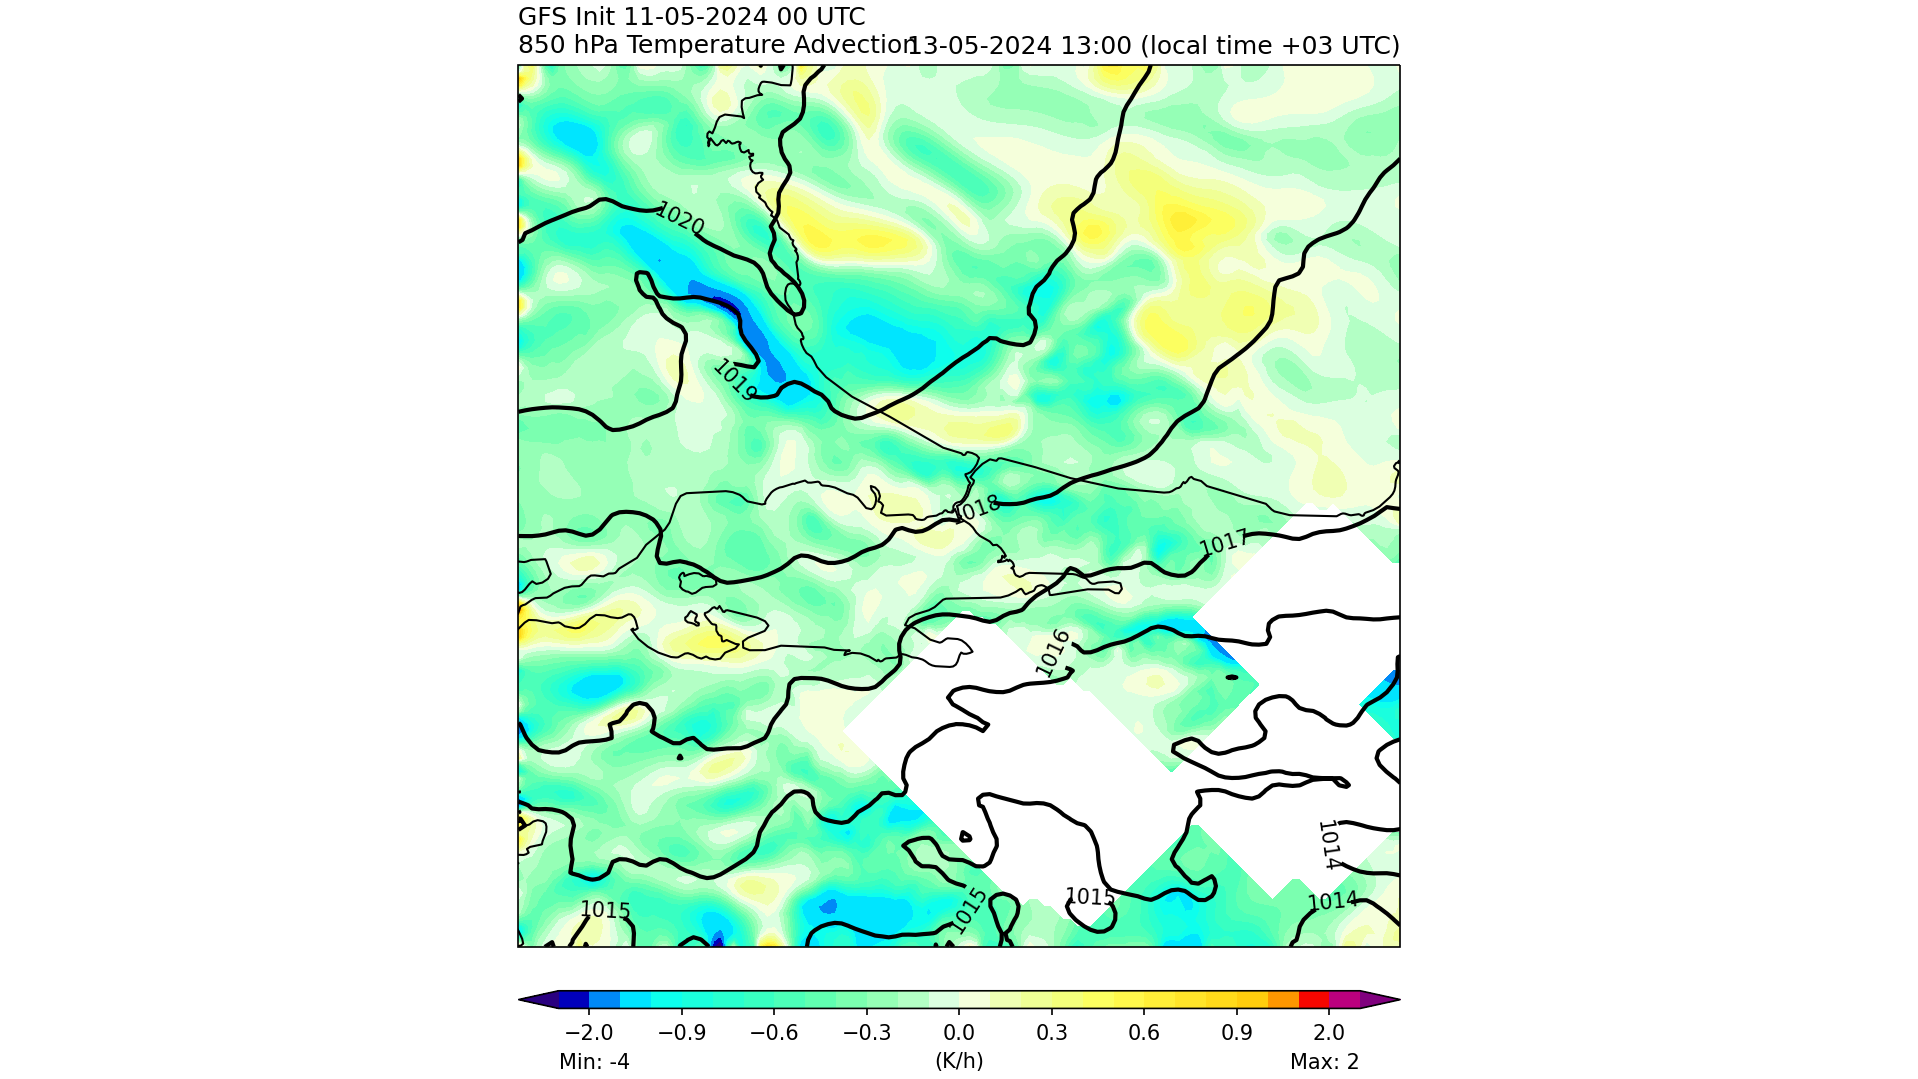 GFS Init 11-05-2024 00 UTC
850 hPa Temperature Advection
13-05-2024 13:00 (local time +03 UTC)
1020
1019
1018
1017
1016
1014
1015
1015
1015
1014
−2.0 −0.9 −0.6 −0.3 0.0 0.3 0.6 0.9 2.0
Min: -4 (K/h) Max: 2